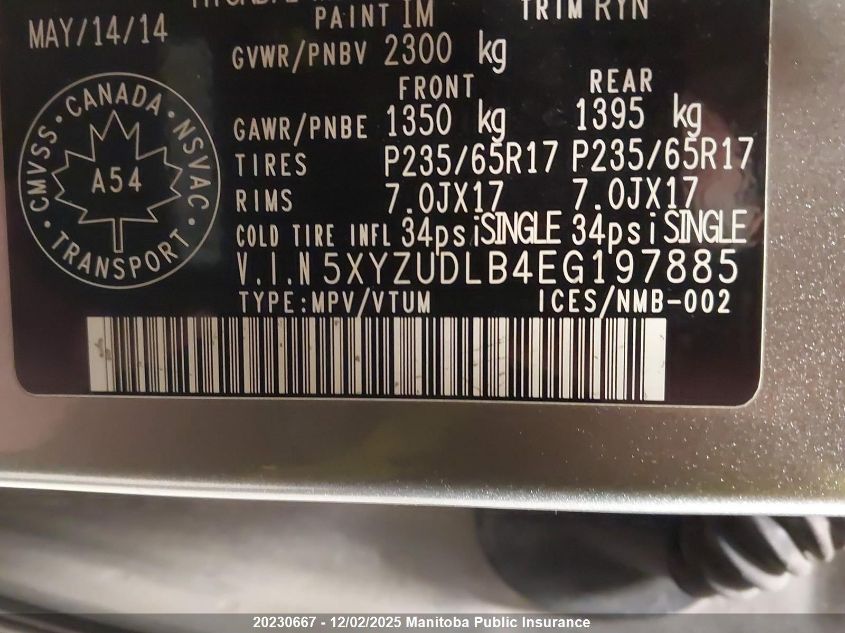 PAINT IM TRIM RYN
MAY/14/14
GVWR/PNBV 2300 kg
FRONT REAR
GAWR/PNBE 1350 kg 1395 kg
TIRES P235/65R17 P235/65R17
RIMS 7.0JX17 7.0JX17
COLD TIRE INFL 34psi SINGLE 34psi SINGLE
V.I.N 5XYZUDLB4EG197885
TYPE:MPV/VTUM ICES/NMB-002
CMVSS · CANADA · NSVAC · TRANSPORT ·
A54
20230667 - 12/02/2025 Manitoba Public Insurance